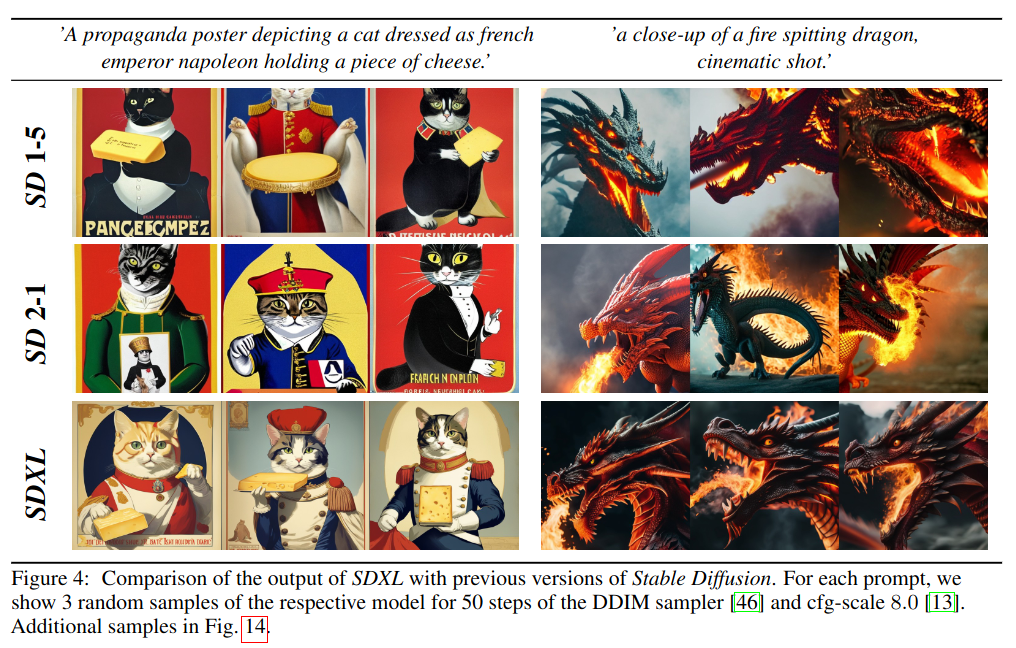 ’A propaganda poster depicting a cat dressed as french
emperor napoleon holding a piece of cheese.’
’a close-up of a fire spitting dragon,
cinematic shot.’
SD 1-5
PANGEECMPEZ
SD 2-1
SDXL
Figure 4: Comparison of the output of SDXL with previous versions of Stable Diffusion. For each prompt, we
show 3 random samples of the respective model for 50 steps of the DDIM sampler [46] and cfg-scale 8.0 [13].
Additional samples in Fig. 14.